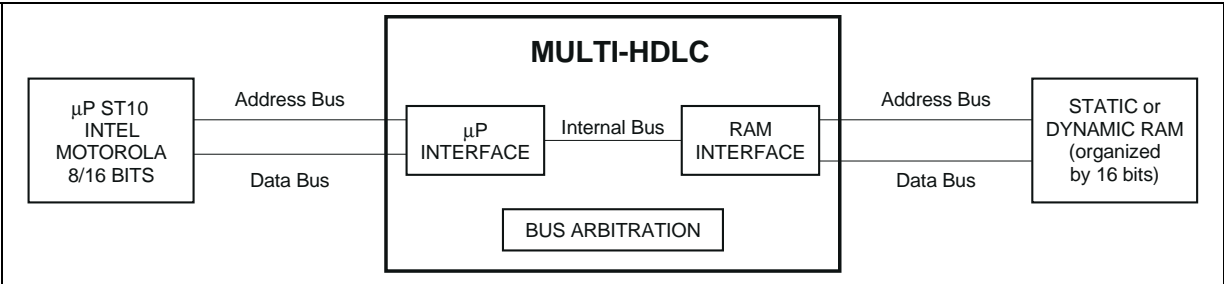 MULTI-HDLC
μP ST10
INTEL
MOTOROLA
8/16 BITS
Address Bus
Data Bus
μP
INTERFACE
Internal Bus
RAM
INTERFACE
Address Bus
Data Bus
STATIC or
DYNAMIC RAM
(organized
by 16 bits)
BUS ARBITRATION